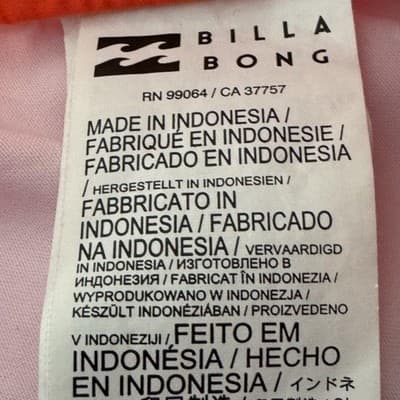 BILLA
BONG
RN 99064 / CA 37757
MADE IN INDONESIA /
FABRIQUÉ EN INDONESIE /
FABRICADO EN INDONESIA
/ HERGESTELLT IN INDONESIEN /
FABBRICATO IN
INDONESIA / FABRICADO
NA INDONESIA / VERVAARDIGD
IN INDONESIA / ИЗГОТОВЛЕНО В
ИНДОНЕЗИЯ / FABRICAT ÎN INDONEZIA /
WYPRODUKOWANO W INDONEZJA /
KÉSZÜLT INDONÉZIÁBAN / PROIZVEDENO
V INDONEZIJI / FEITO EM
INDONÉSIA / HECHO
EN INDONESIA / インドネ